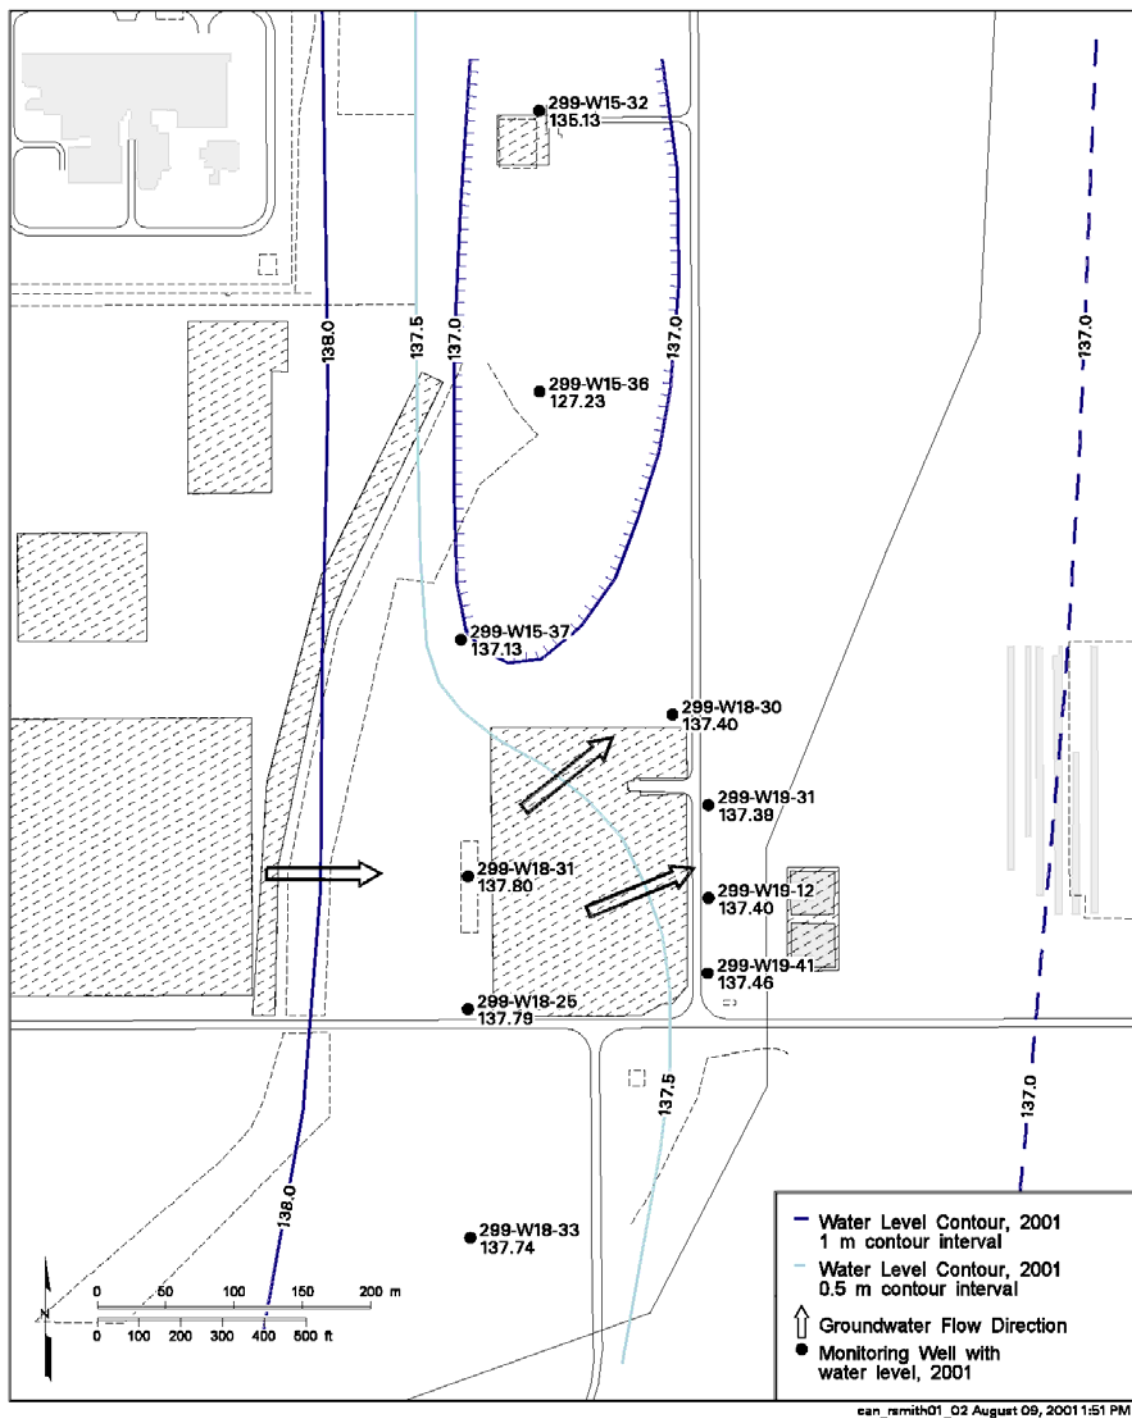 299-W15-32
135.13
138.0
137.5
137.0
137.0
137.0
299-W15-36
127.23
299-W15-37
137.13
299-W18-30
137.40
299-W19-31
137.39
299-W18-31
137.80
299-W19-12
137.40
299-W19-41
137.46
299-W18-25
137.79
137.5
137.0
138.0
299-W18-33
137.74
0 50 100 150 200 m
0 100 200 300 400 500 ft
N
Water Level Contour, 2001
1 m contour interval
Water Level Contour, 2001
0.5 m contour interval
Groundwater Flow Direction
Monitoring Well with
water level, 2001
can_rsmith01_02 August 09, 2001 1:51 PM